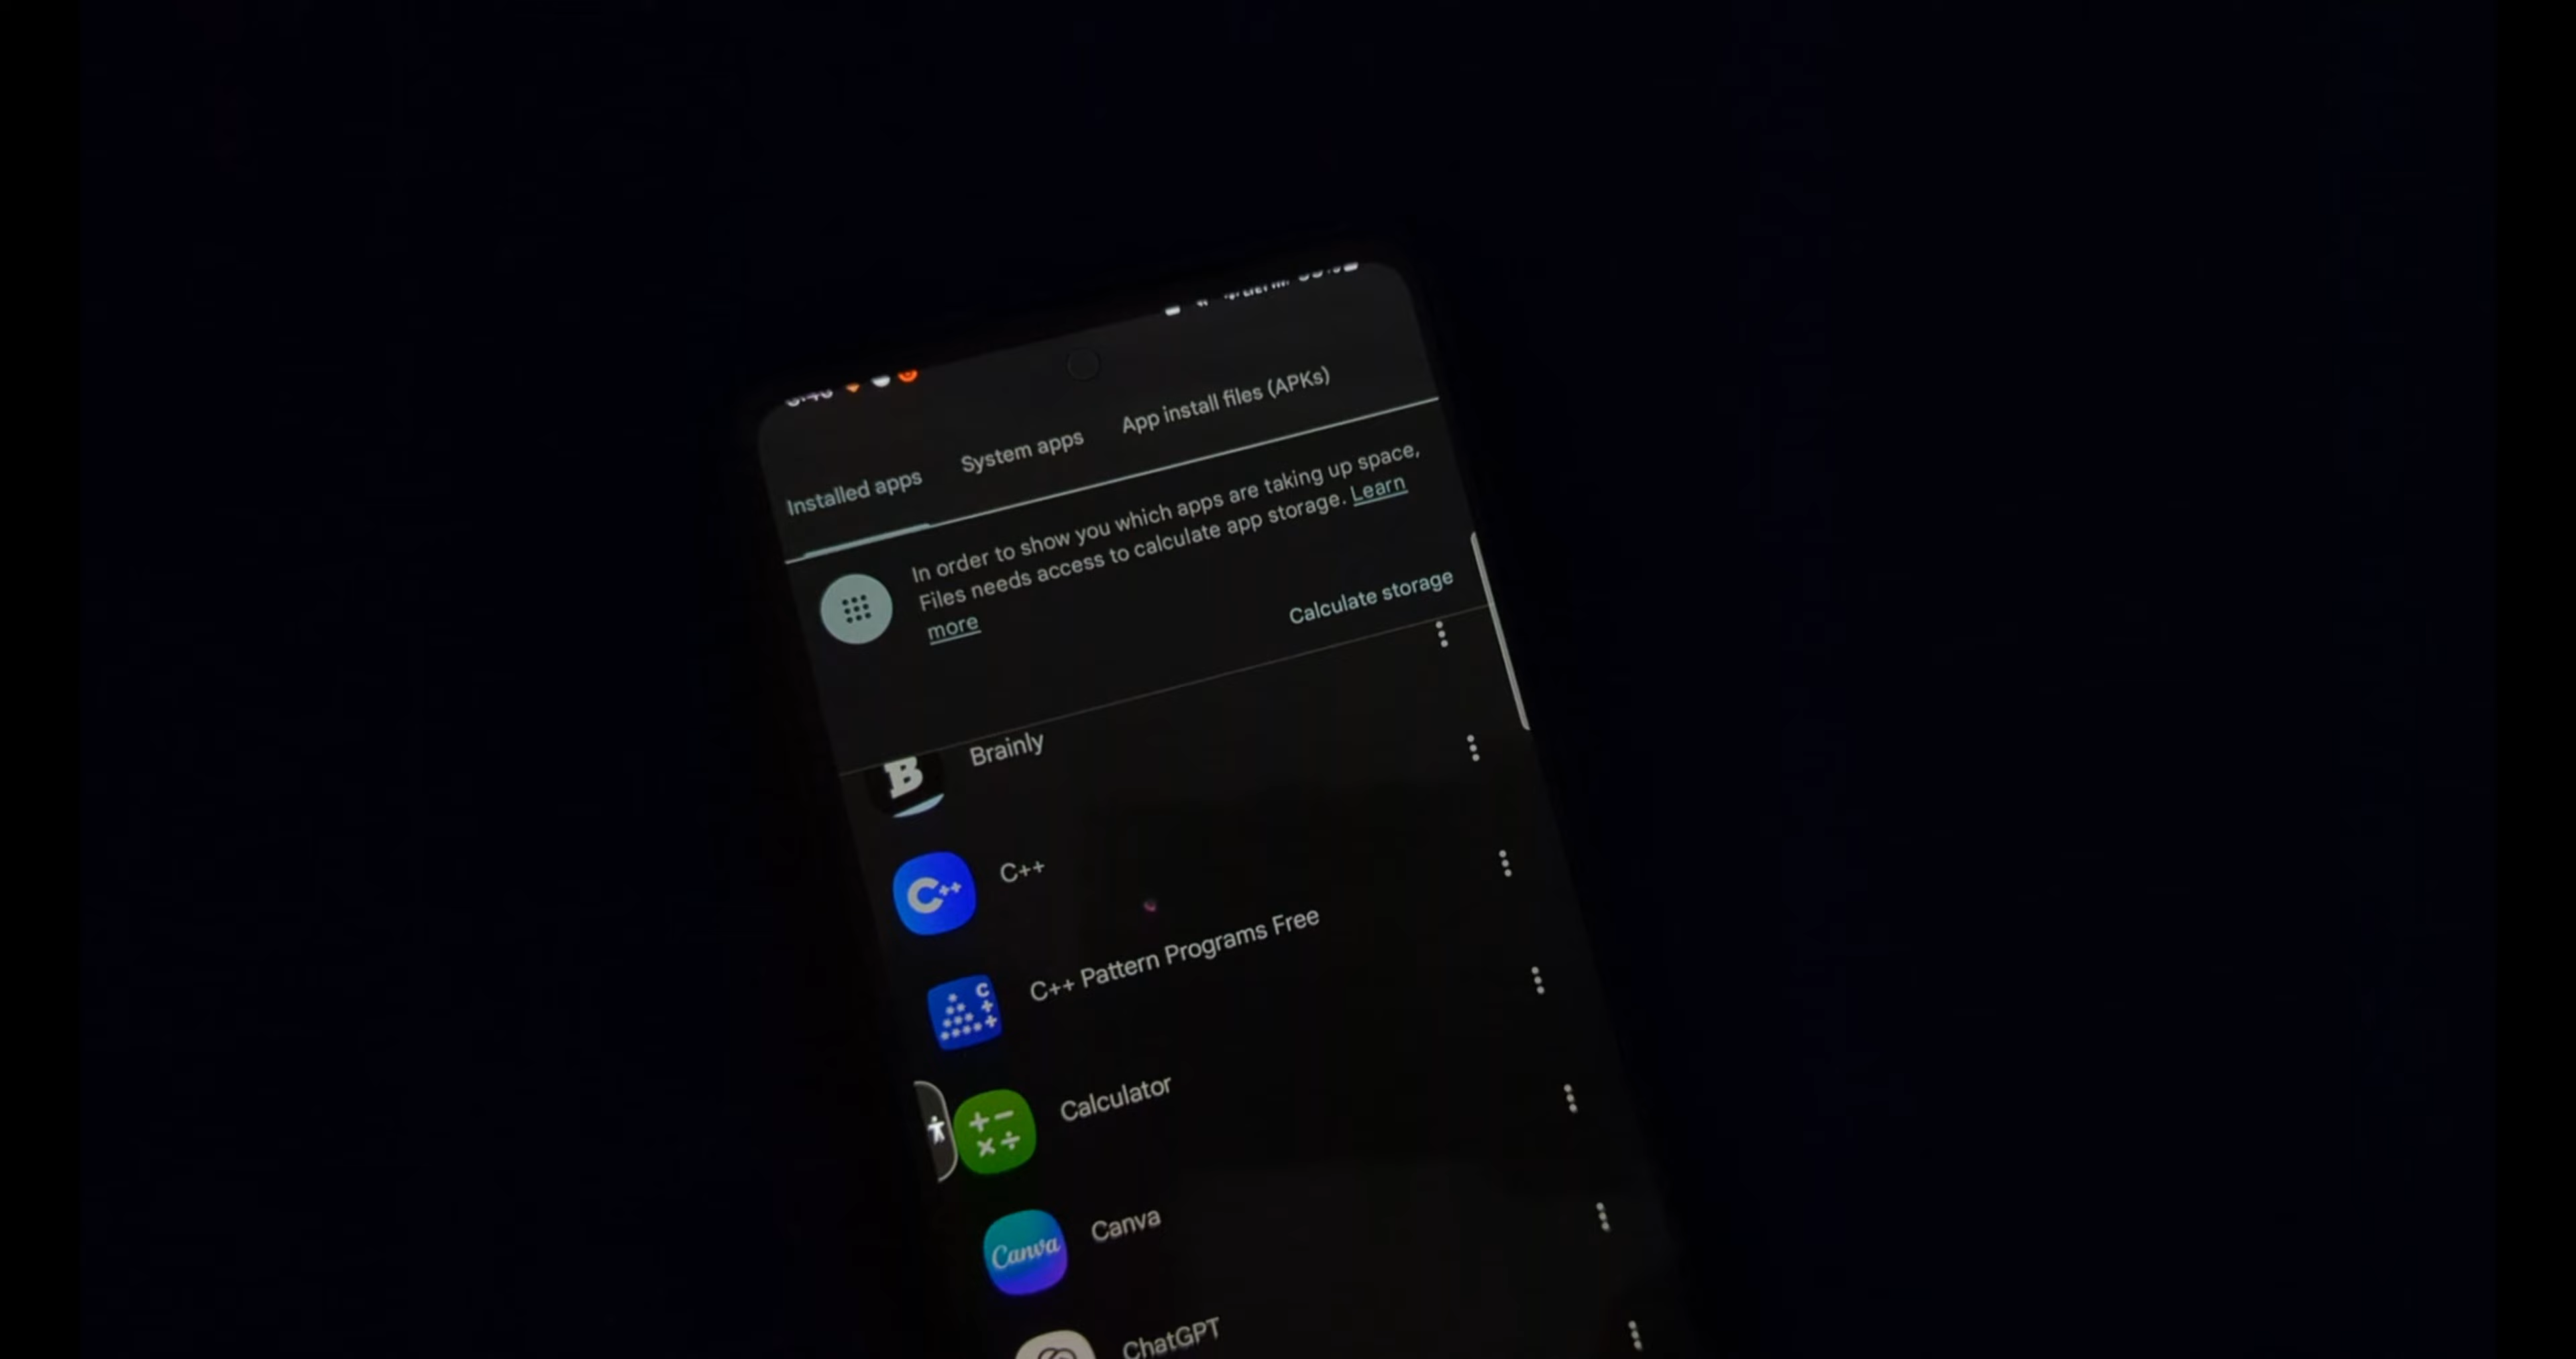 Installed apps
System apps
App install files (APKs)
In order to show you which apps are taking up space,
Files needs access to calculate app storage. Learn
more
Calculate storage
B
Brainly
C++
C++
C++
C++ Pattern Programs Free
Calculator
Canva
Canva
ChatGPT